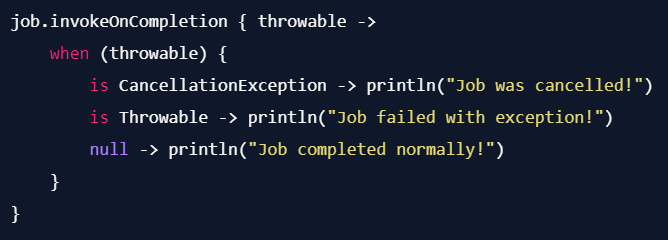 job.invokeOnCompletion { throwable ->
    when (throwable) {
        is CancellationException -> println("Job was cancelled!")
        is Throwable -> println("Job failed with exception!")
        null -> println("Job completed normally!")
    }
}